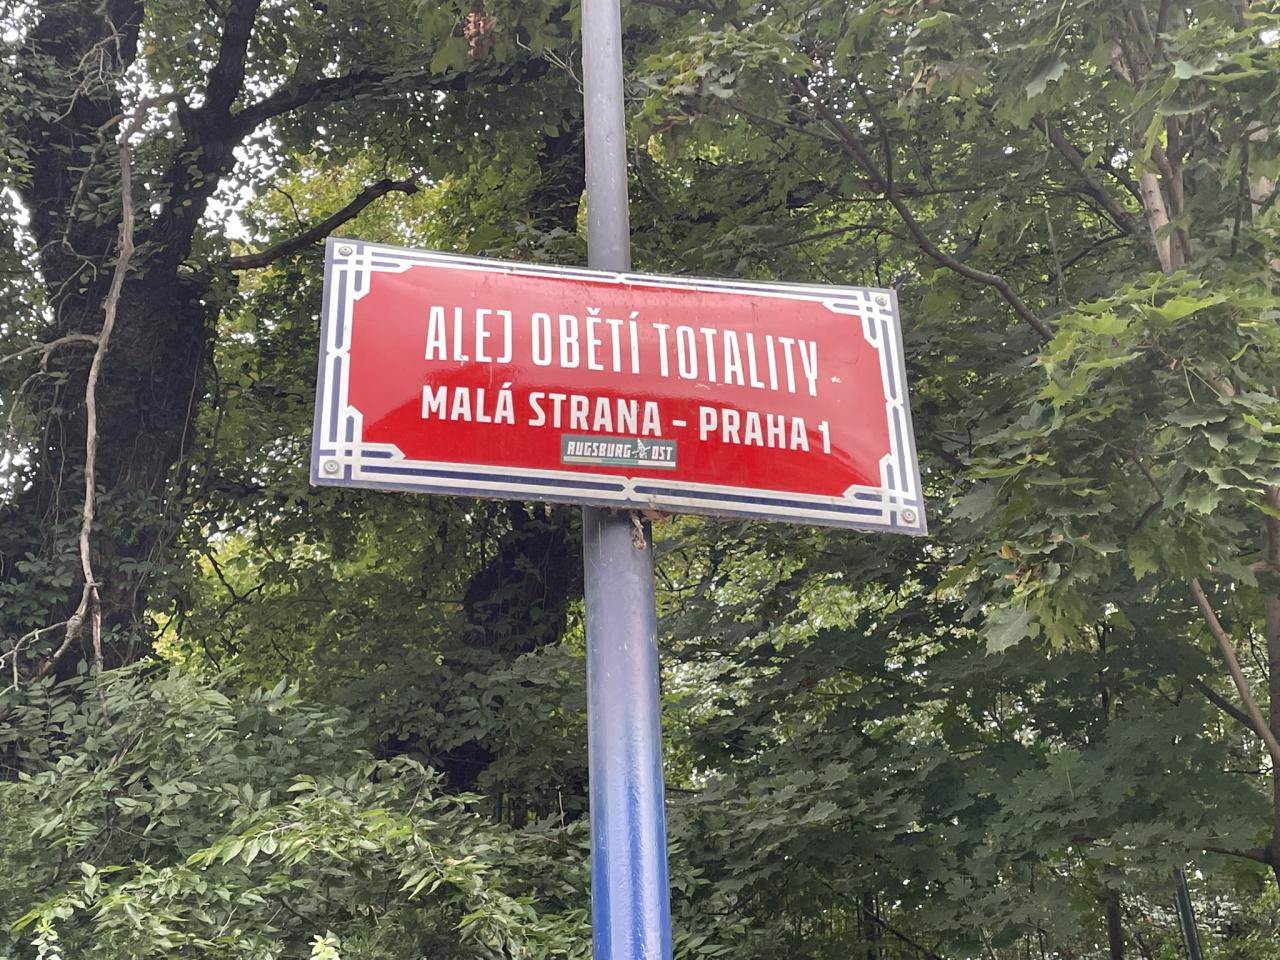 ALEJ OBĚTÍ TOTALITY
MALÁ STRANA - PRAHA 1
AUGSBURG OST